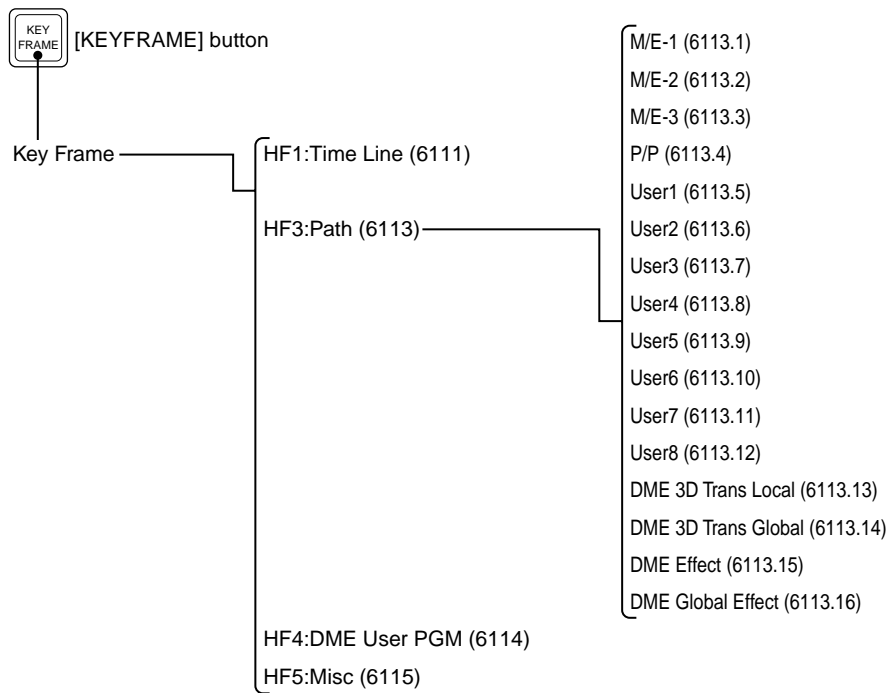 KEY
FRAME
[KEYFRAME] button
Key Frame
HF1:Time Line (6111)
HF3:Path (6113)
M/E-1 (6113.1)
M/E-2 (6113.2)
M/E-3 (6113.3)
P/P (6113.4)
User1 (6113.5)
User2 (6113.6)
User3 (6113.7)
User4 (6113.8)
User5 (6113.9)
User6 (6113.10)
User7 (6113.11)
User8 (6113.12)
DME 3D Trans Local (6113.13)
DME 3D Trans Global (6113.14)
DME Effect (6113.15)
DME Global Effect (6113.16)
HF4:DME User PGM (6114)
HF5:Misc (6115)